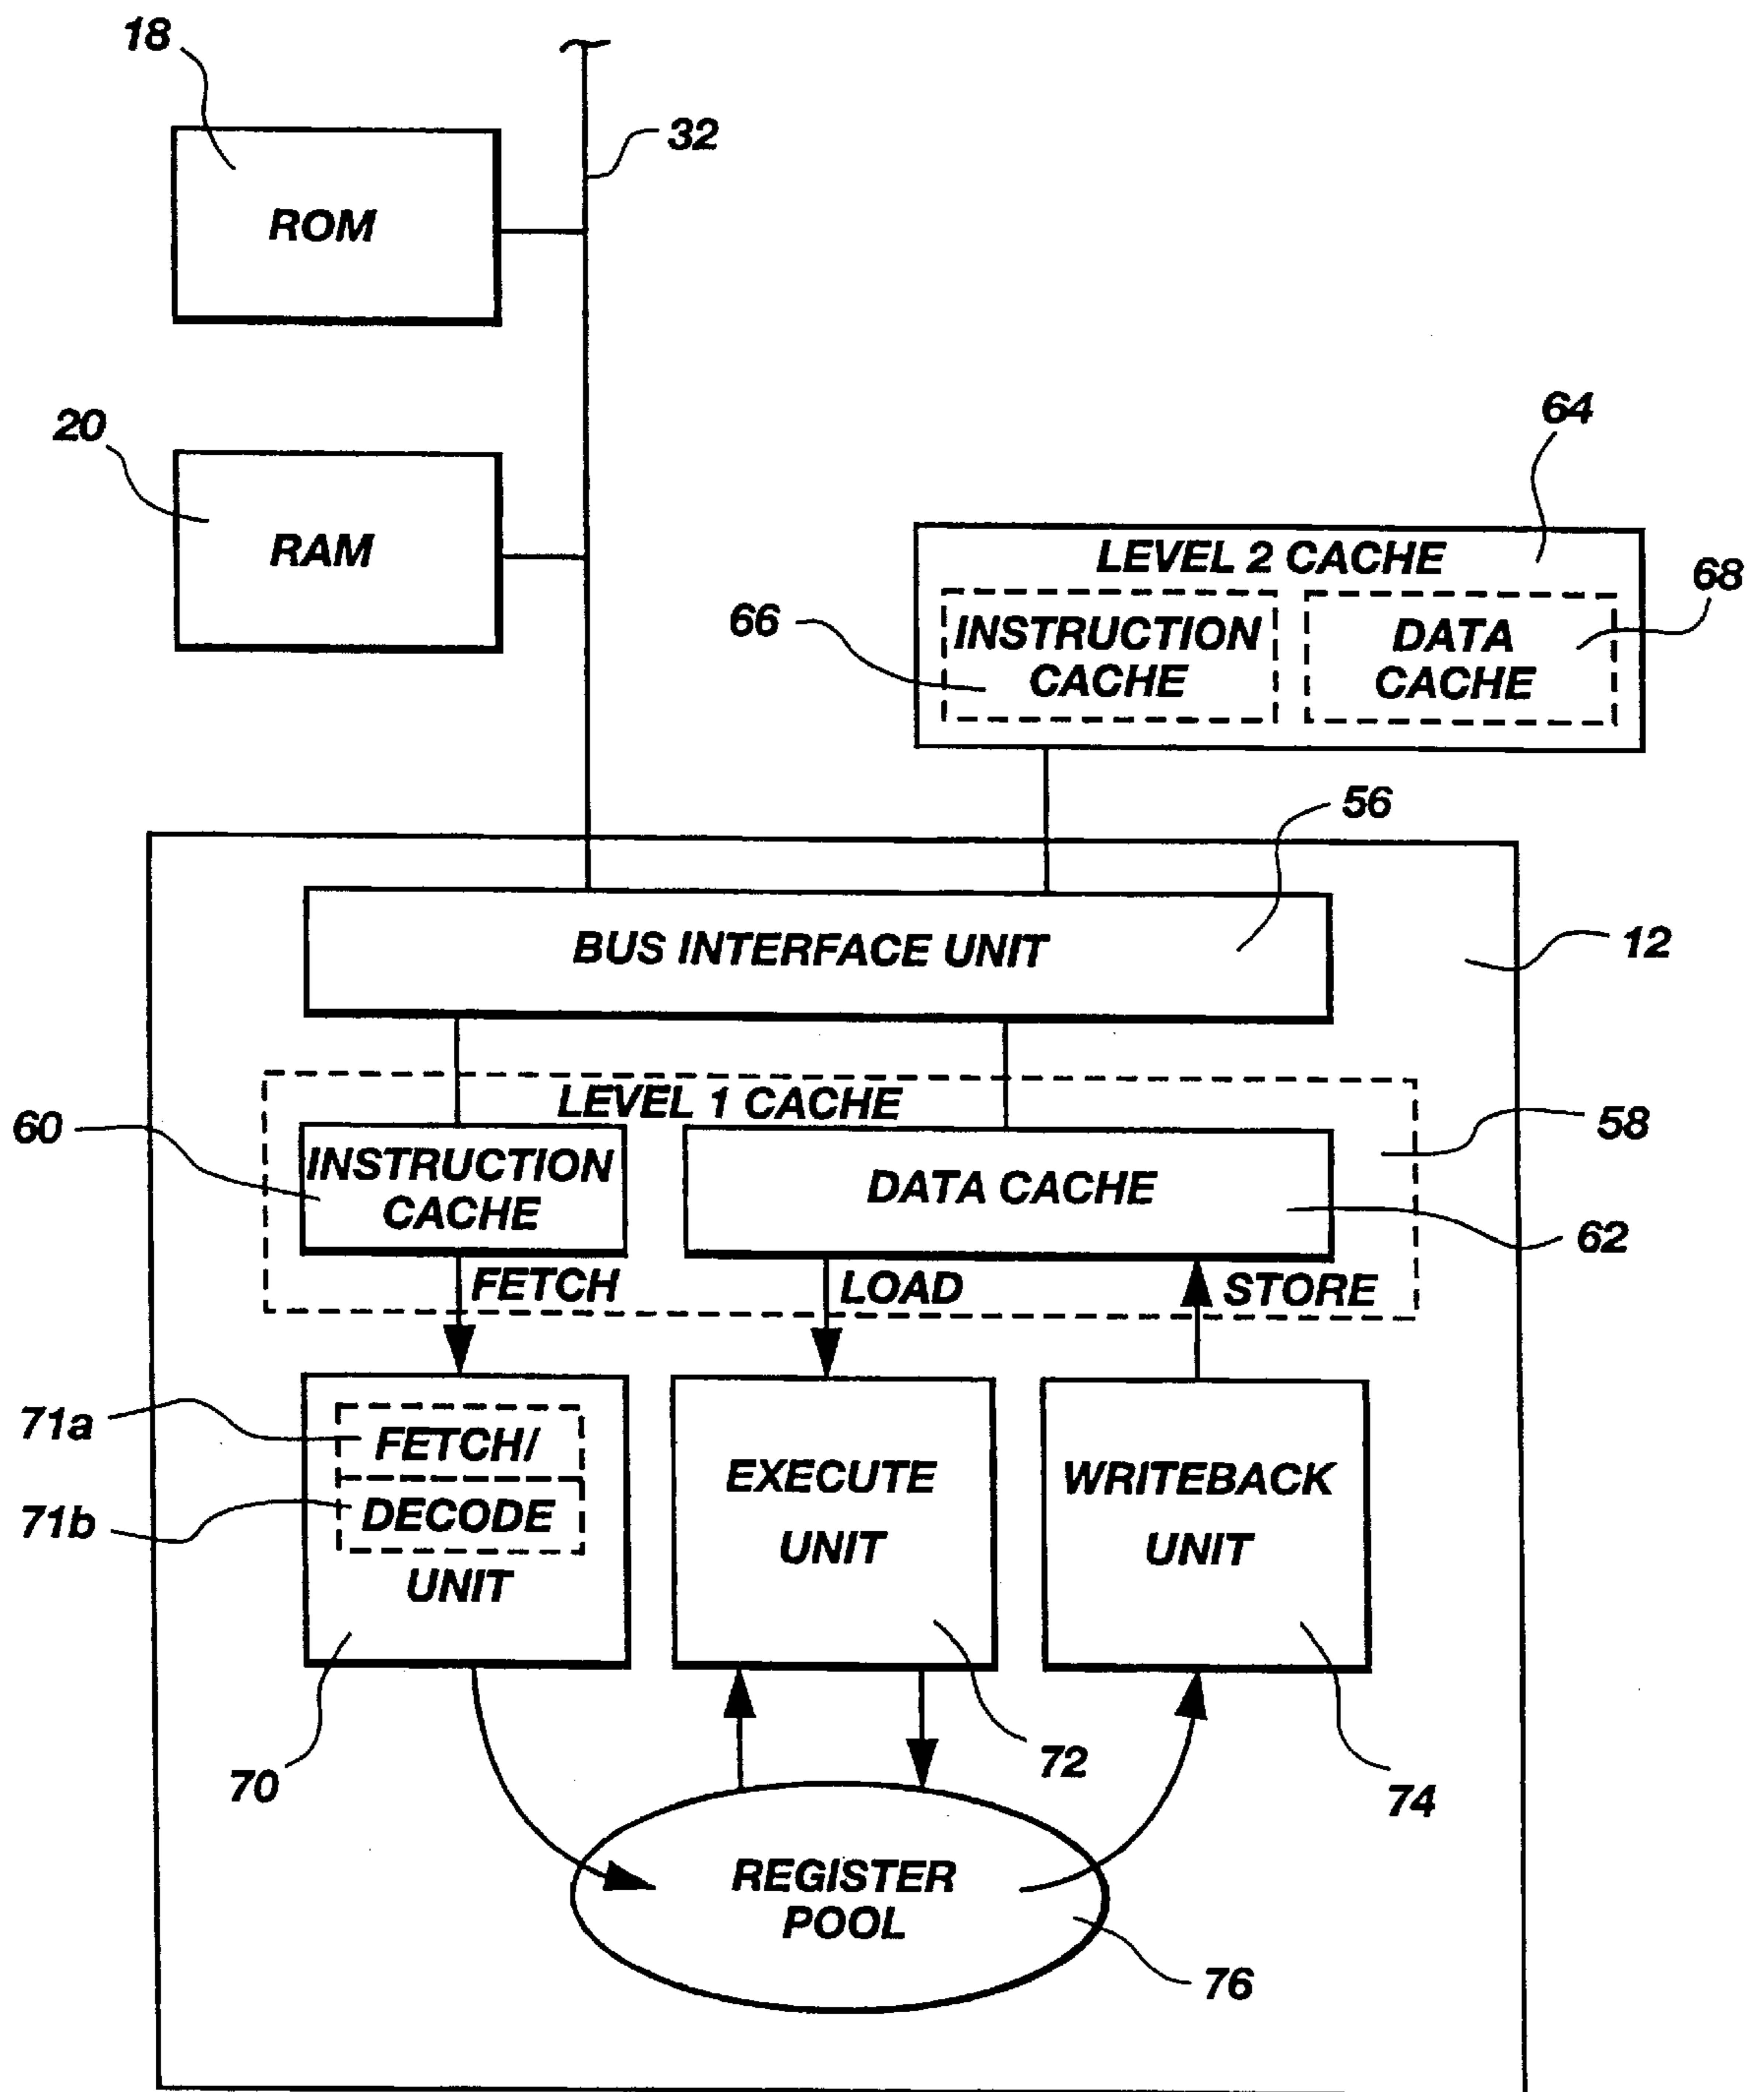 18
32
ROM
20
RAM
64
LEVEL 2 CACHE
68
66
INSTRUCTION
CACHE
DATA
CACHE
56
BUS INTERFACE UNIT
12
LEVEL 1 CACHE
60
58
INSTRUCTION
CACHE
DATA CACHE
62
FETCH
LOAD
STORE
71a
FETCH/
71b
DECODE
UNIT
EXECUTE
UNIT
WRITEBACK
UNIT
70
72
74
REGISTER
POOL
76